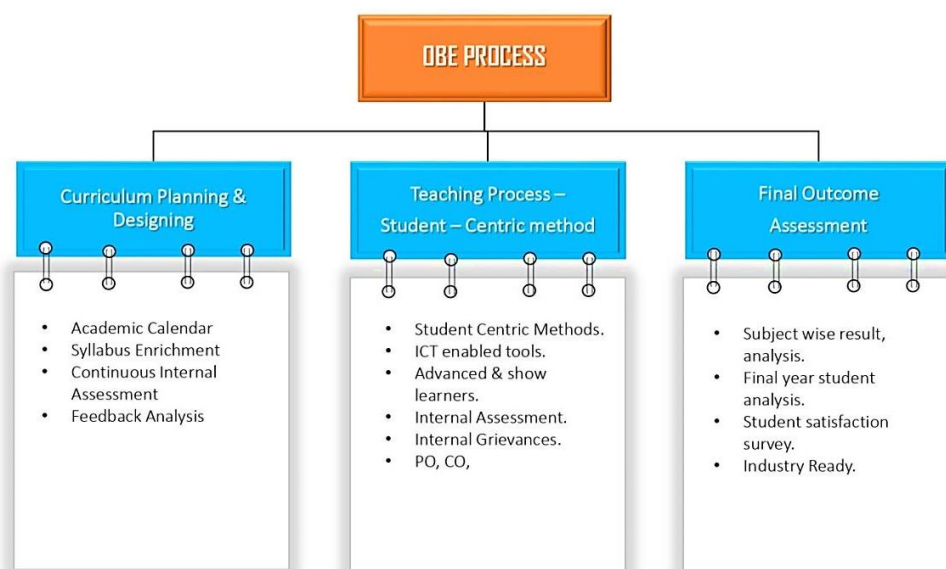 OBE PROCESS
Curriculum Planning &
Designing
• Academic Calendar
• Syllabus Enrichment
• Continuous Internal
Assessment
• Feedback Analysis
Teaching Process –
Student – Centric method
• Student Centric Methods.
• ICT enabled tools.
• Advanced & show
learners.
• Internal Assessment.
• Internal Grievances.
• PO, CO,
Final Outcome
Assessment
• Subject wise result,
analysis.
• Final year student
analysis.
• Student satisfaction
survey.
• Industry Ready.